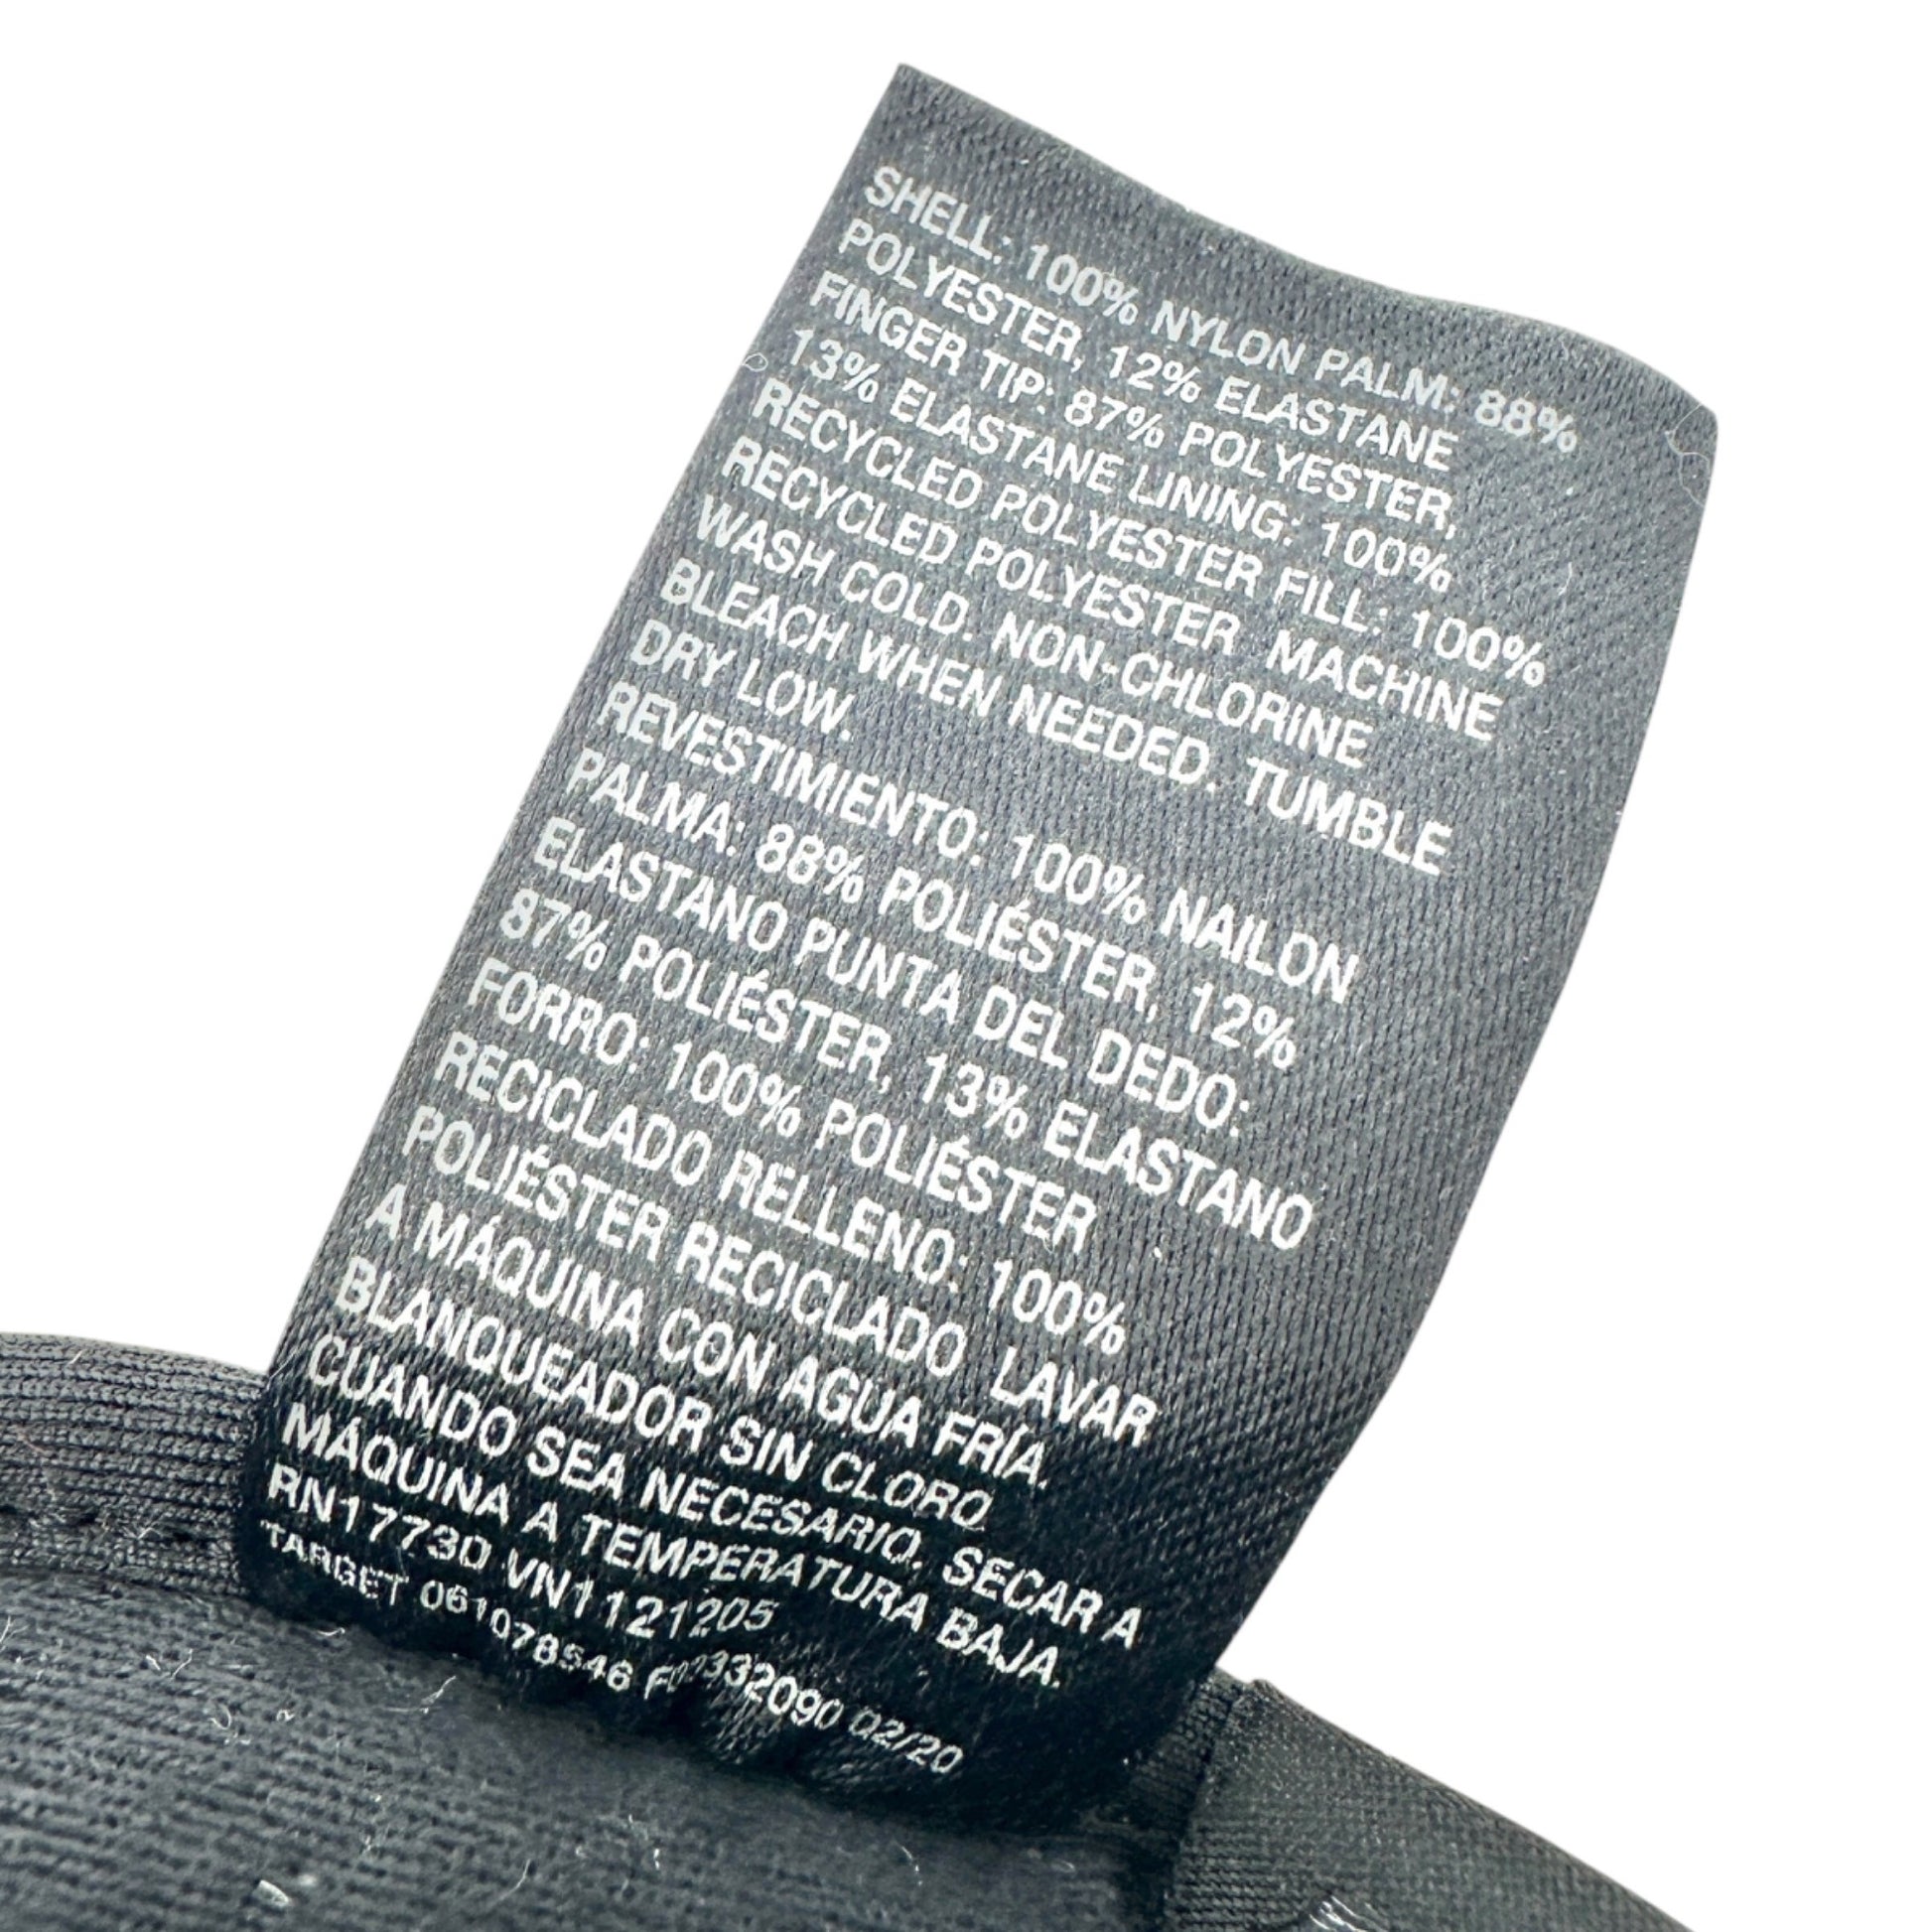 SHELL: 100% NYLON PALM: 88%
POLYESTER, 12% ELASTANE
FINGER TIP: 87% POLYESTER,
13% ELASTANE LINING: 100%
RECYCLED POLYESTER FILL: 100%
RECYCLED POLYESTER MACHINE
WASH COLD. NON-CHLORINE
BLEACH WHEN NEEDED. TUMBLE
DRY LOW.
REVESTIMIENTO: 100% NAILON
PALMA: 88% POLIÉSTER, 12%
ELASTANO PUNTA DEL DEDO:
87% POLIÉSTER, 13% ELASTANO
FORRO: 100% POLIÉSTER
RECICLADO RELLENO: 100%
POLIÉSTER RECICLADO LAVAR
A MÁQUINA CON AGUA FRÍA.
BLANQUEADOR SIN CLORO
CUANDO SEA NECESARIO. SECAR A
MÁQUINA A TEMPERATURA BAJA.
RN17730 VN1121205
TARGET 061078546 02/20